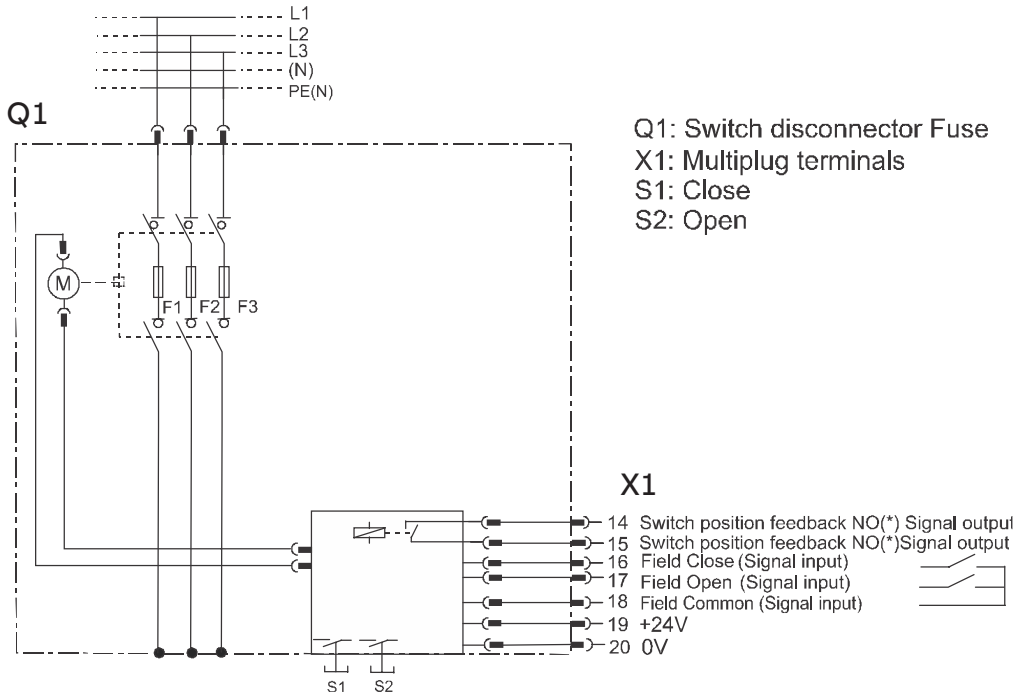 L1
L2
L3
(N)
PE(N)
Q1
Q1: Switch disconnector Fuse
X1: Multiplug terminals
S1: Close
S2: Open
M
F1 F2 F3
X1
14 Switch position feedback NO(*) Signal output
15 Switch position feedback NO(*)Signal output
16 Field Close (Signal input)
17 Field Open (Signal input)
18 Field Common (Signal input)
19 +24V
20 0V
S1 S2